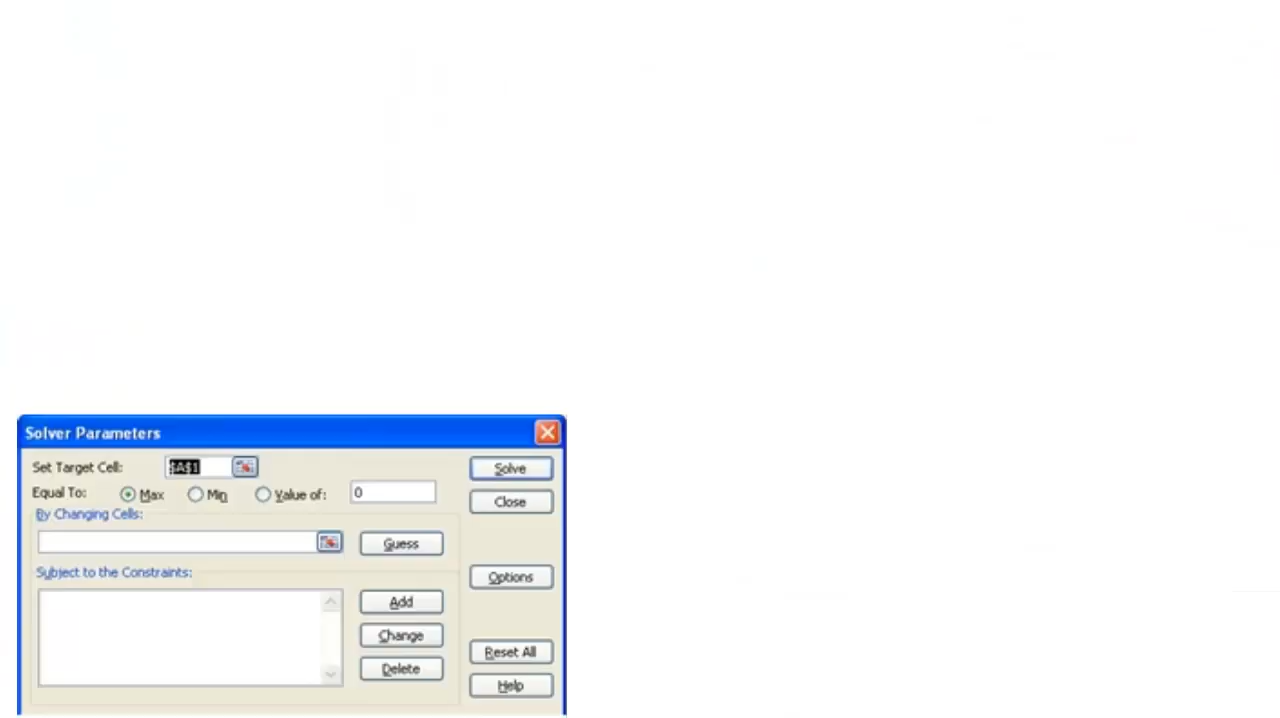 Solver Parameters
Set Target Cell: $A$1 Solve
Equal To: Max Min Value of: 0 Close
By Changing Cells:
Guess
Subject to the Constraints: Options
Add
Change
Reset All
Delete
Help